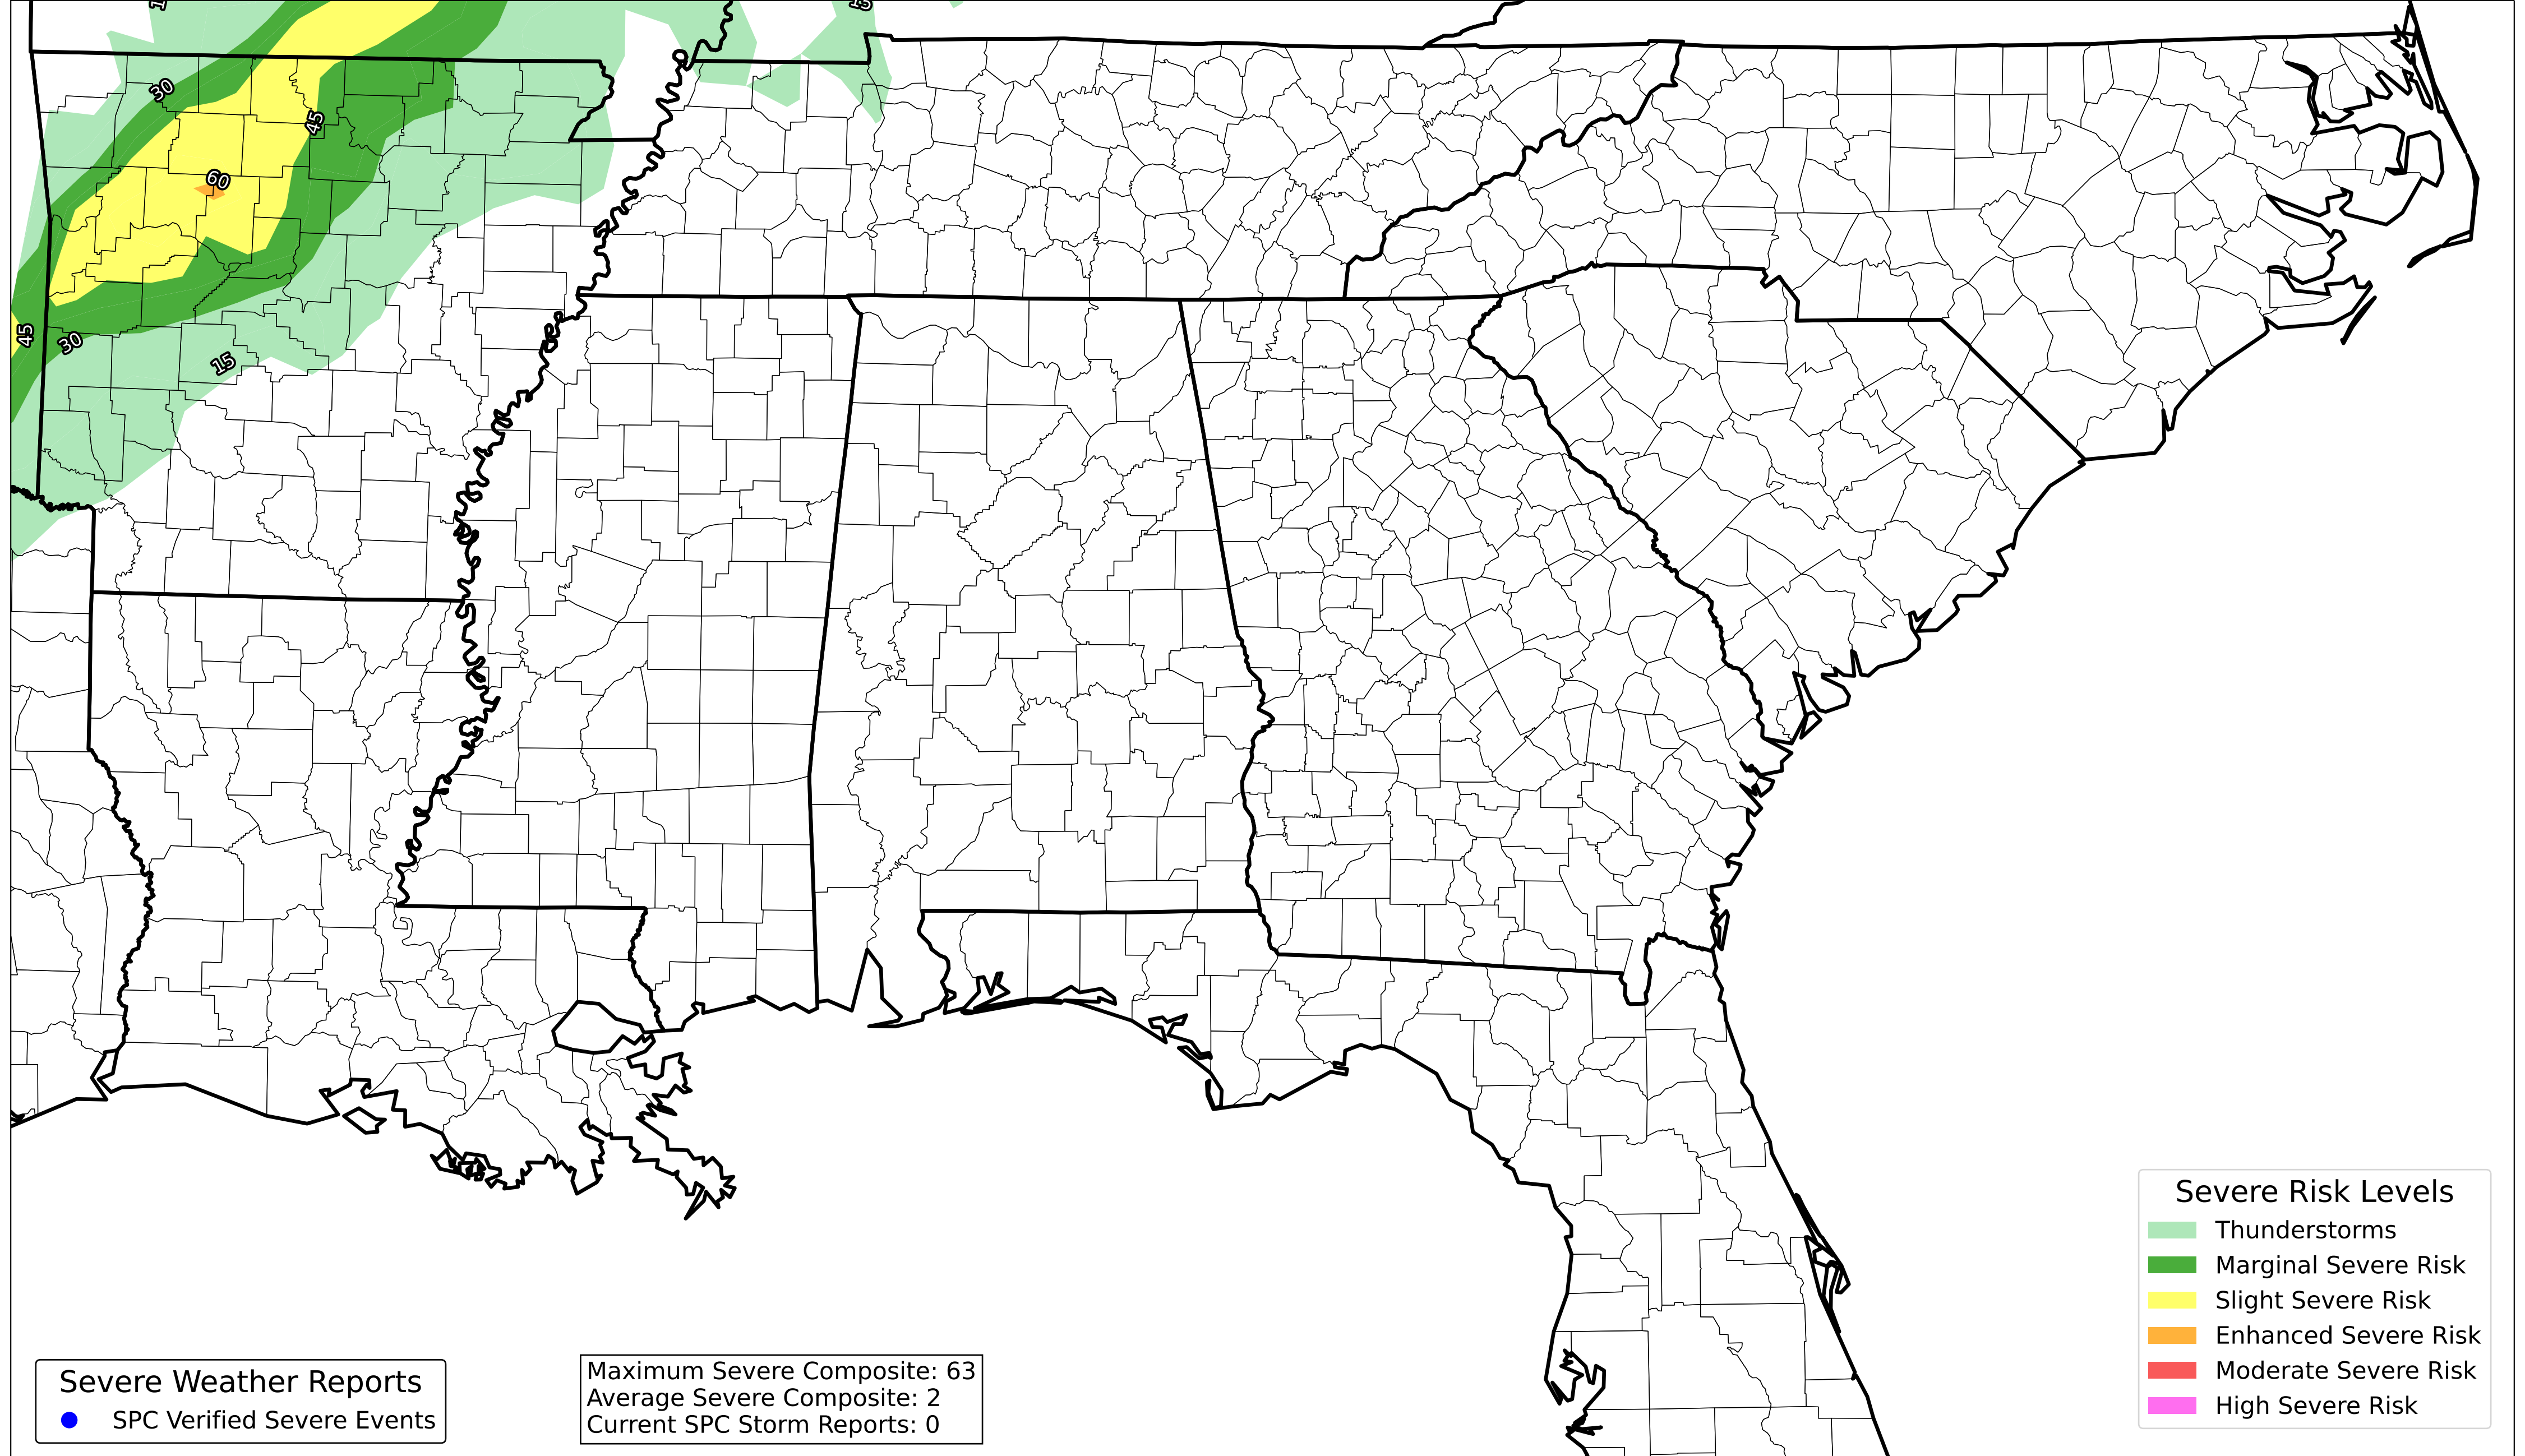 15
30
45
60
45
30
15
Severe Risk Levels
Thunderstorms
Marginal Severe Risk
Slight Severe Risk
Enhanced Severe Risk
Moderate Severe Risk
High Severe Risk
Severe Weather Reports
SPC Verified Severe Events
Maximum Severe Composite: 63
Average Severe Composite: 2
Current SPC Storm Reports: 0